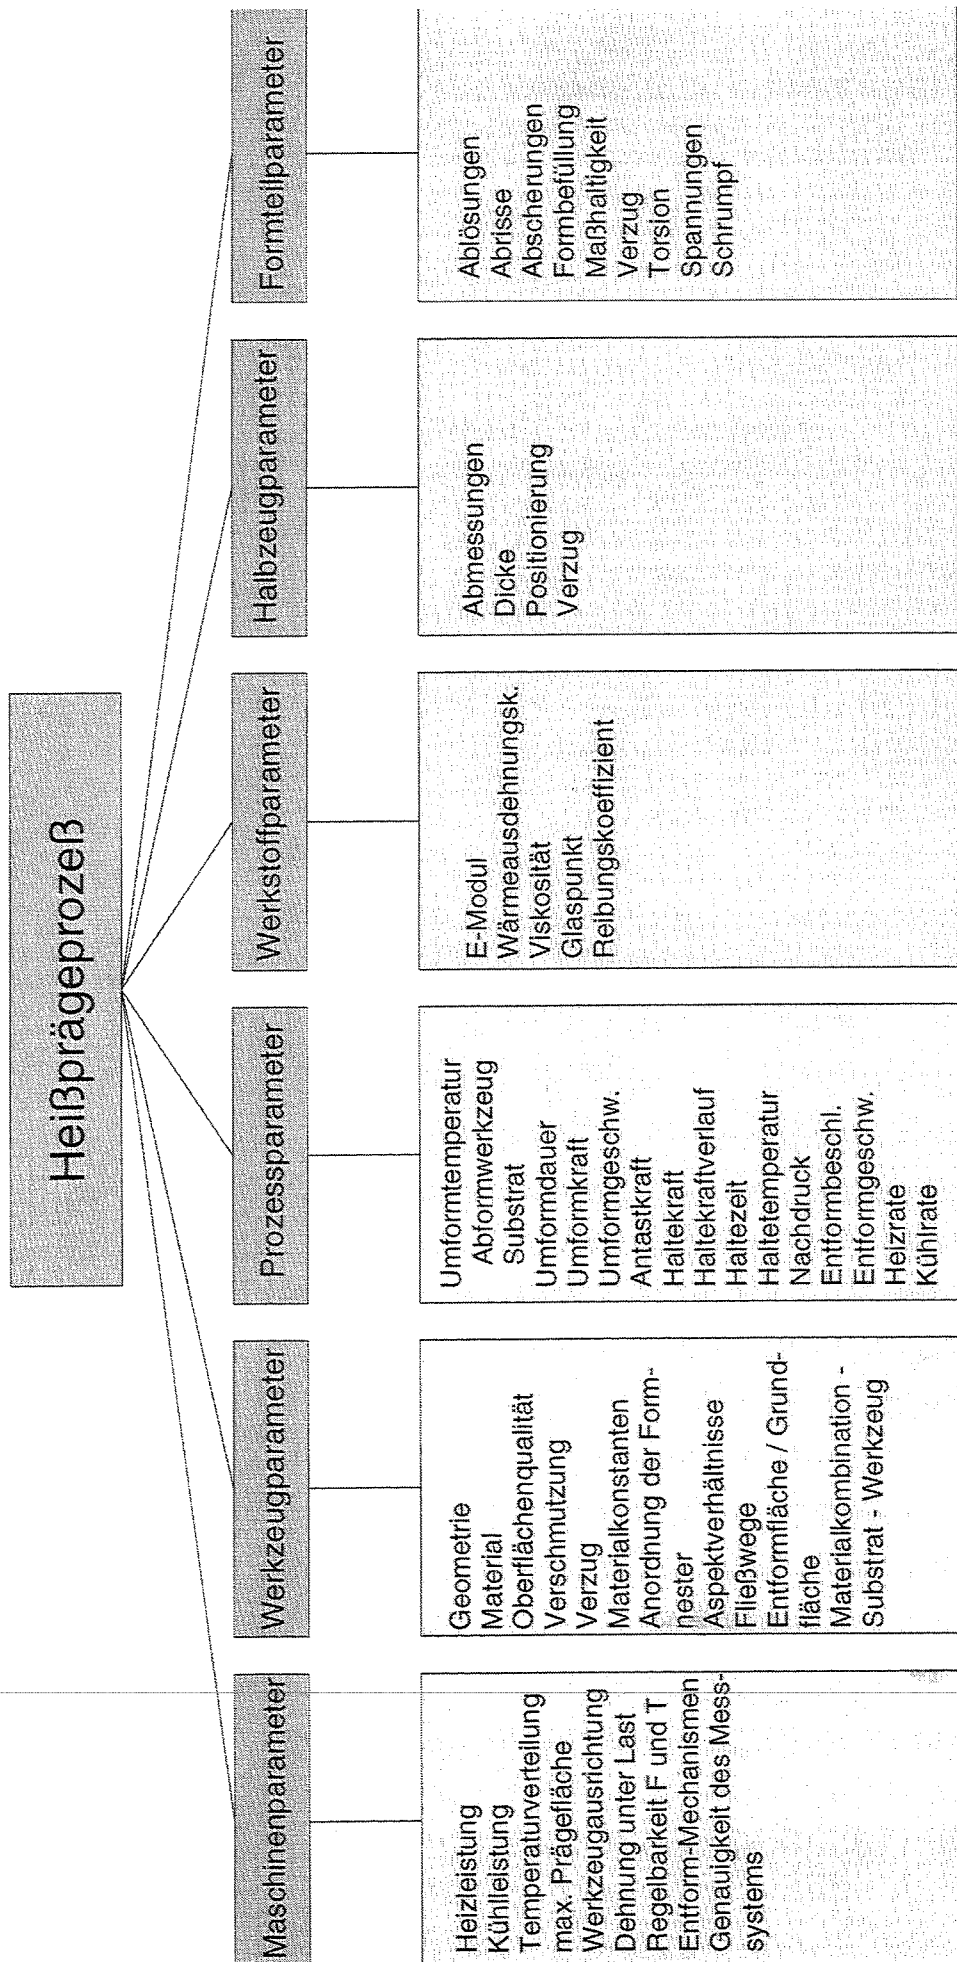 Heißprägeprozeß
Maschinenparameter
Heizleistung
Kühlleistung
Temperaturverteilung
max. Prägefläche
Werkzeugausrichtung
Dehnung unter Last
Regelbarkeit F und T
Entform-Mechanismen
Genauigkeit des Mess-
systems
Werkzeugparameter
Geometrie
Material
Oberflächenqualität
Verschmutzung
Verzug
Materialkonstanten
Anordnung der Form-
nester
Aspektverhältnisse
Fließwege
Entformfläche / Grund-
fläche
Materialkombination -
Substrat - Werkzeug
Prozessparameter
Umformtemperatur
Abformwerkzeug
Substrat
Umformdauer
Umformkraft
Umformgeschw.
Antastkraft
Haltekraft
Haltekraftverlauf
Haltezeit
Haltetemperatur
Nachdruck
Entformbeschl.
Entformgeschw.
Heizrate
Kühlrate
Werkstoffparameter
E-Modul
Wärmeausdehnungsk.
Viskosität
Glaspunkt
Reibungskoeffizient
Halbzeugparameter
Abmessungen
Dicke
Positionierung
Verzug
Formteilparameter
Ablösungen
Abrisse
Abscherungen
Formbefüllung
Maßhaltigkeit
Verzug
Torsion
Spannungen
Schrumpf